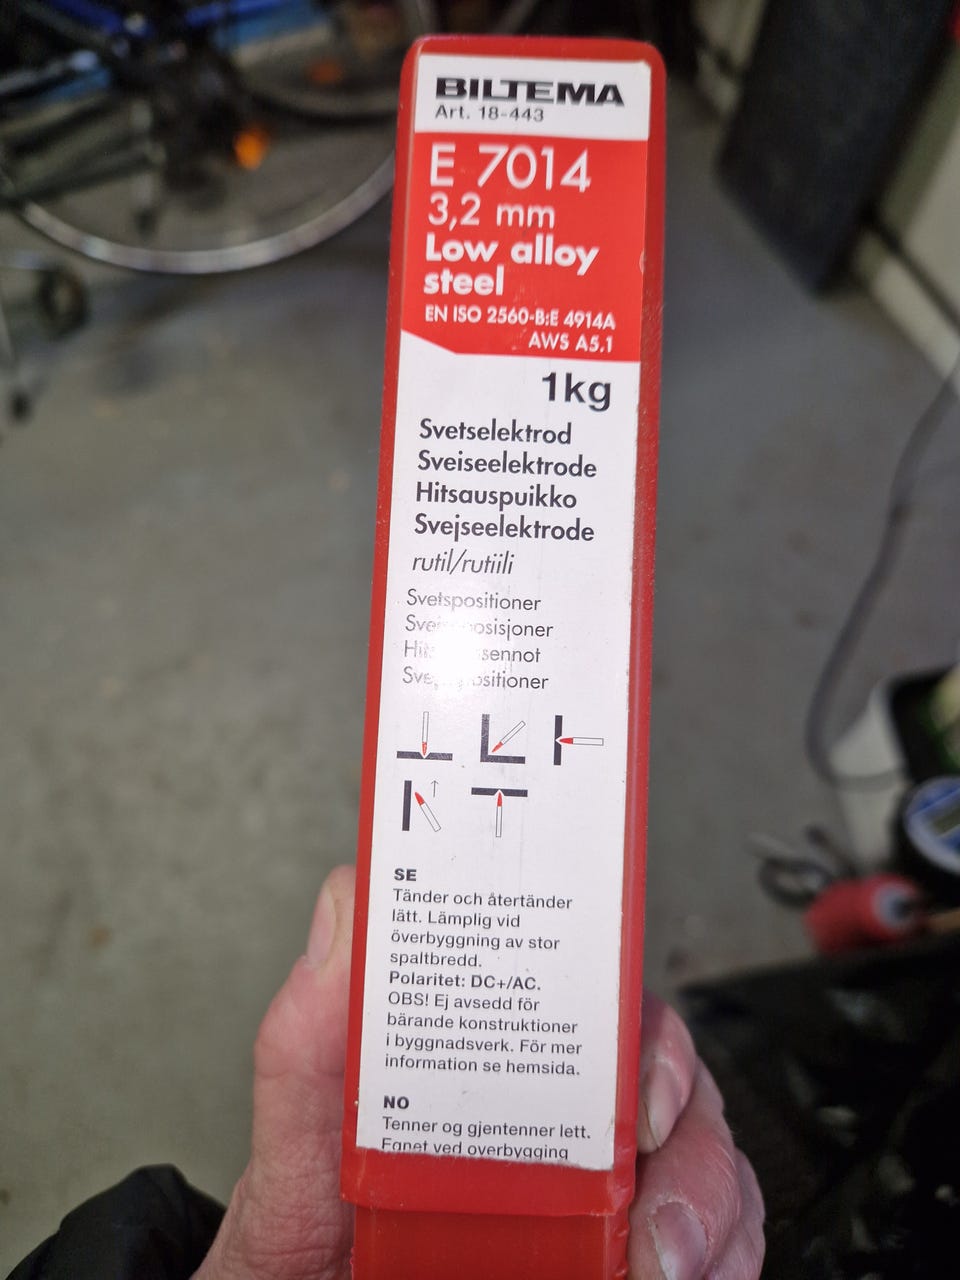 BILTEMA
Art. 18-443
E 7014
3,2 mm
Low alloy
steel
EN ISO 2560-B:E 4914A
AWS A5.1
1kg
Svetselektrod
Sveiseelektrode
Hitsauspuikko
Svejseelektrode
rutil/rutiili
Svetspositioner
SE
Tänder och återtänder
lätt. Lämplig vid
överbyggning av stor
spaltbredd.
Polaritet: DC+/AC.
OBS! Ej avsedd för
bärande konstruktioner
i byggnadsverk. För mer
information se hemsida.
NO
Tenner og gjentenner lett.
Egnet ved overbygging